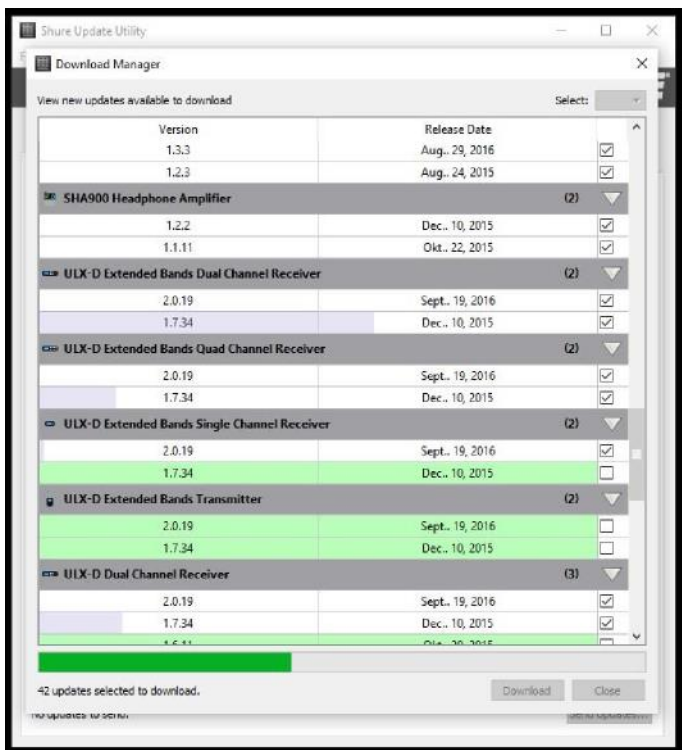 Shure Update Utility
Download Manager
View new updates available to download
Select:
Version Release Date
1.3.3 Aug.. 29, 2016
1.2.3 Aug.. 24, 2015
SHA900 Headphone Amplifier (2)
1.2.2 Dec.. 10, 2015
1.1.11 Okt.. 22, 2015
ULX-D Extended Bands Dual Channel Receiver (2)
2.0.19 Sept.. 19, 2016
1.7.34 Dec.. 10, 2015
ULX-D Extended Bands Quad Channel Receiver (2)
2.0.19 Sept.. 19, 2016
1.7.34 Dec.. 10, 2015
ULX-D Extended Bands Single Channel Receiver (2)
2.0.19 Sept.. 19, 2016
1.7.34 Dec.. 10, 2015
ULX-D Extended Bands Transmitter (2)
2.0.19 Sept.. 19, 2016
1.7.34 Dec.. 10, 2015
ULX-D Dual Channel Receiver (3)
2.0.19 Sept.. 19, 2016
1.7.34 Dec.. 10, 2015
42 updates selected to download.
Download Close
No updates to send. Send Updates...